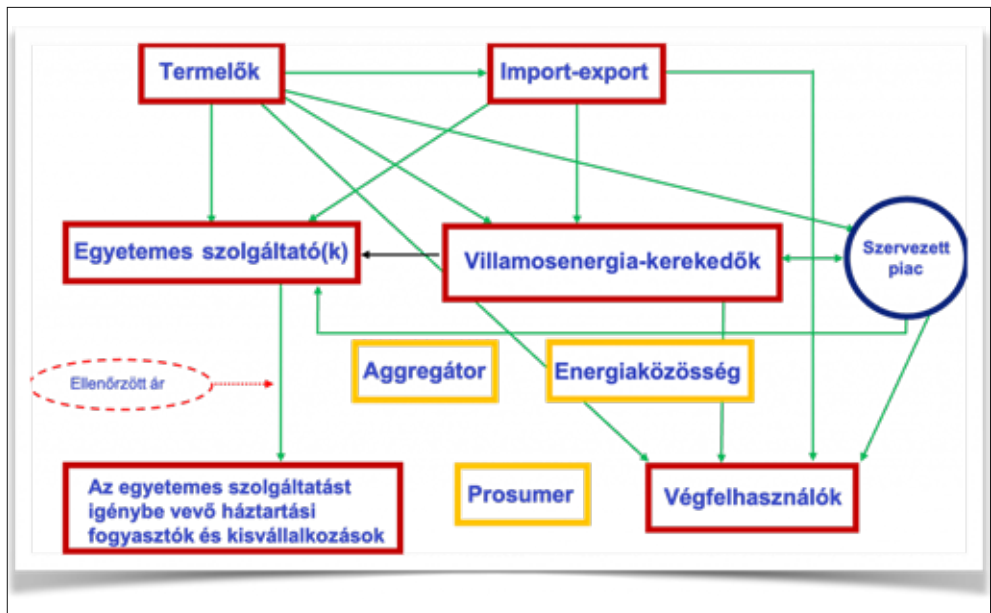 Termelők
Import-export
Egyetemes szolgáltató(k)
Villamosenergia-kerekedők
Szervezett
piac
Aggregátor
Energiaközösség
Ellenőrzött ár
Az egyetemes szolgáltatást
igénybe vevő háztartási
fogyasztók és kisvállalkozások
Prosumer
Végfelhasználók